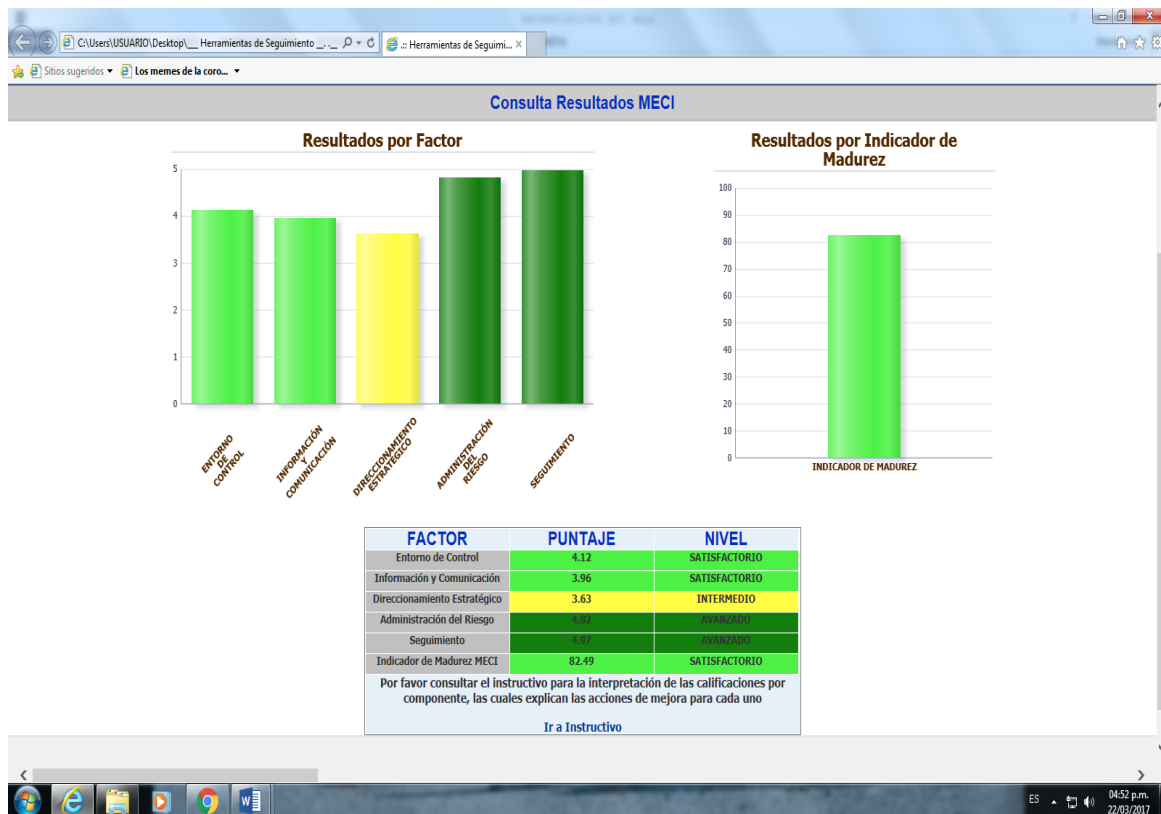 C:\Users\USUARIO\Desktop\__ Herramientas de Seguimiento _..._
.:: Herramientas de Seguimi...
Sitios sugeridos
Los memes de la coro...
Consulta Resultados MECI
Resultados por Factor
5
4
3
2
1
0
ENTORNO
DE
CONTROL
INFORMACIÓN
Y
COMUNICACIÓN
DIRECCIONAMIENTO
ESTRATÉGICO
ADMINISTRACIÓN
DEL
RIESGO
SEGUIMIENTO
Resultados por Indicador de
Madurez
100
90
80
70
60
50
40
30
20
10
0
INDICADOR DE MADUREZ
FACTOR PUNTAJE NIVEL
Entorno de Control 4.12 SATISFACTORIO
Información y Comunicación 3.96 SATISFACTORIO
Direccionamiento Estratégico 3.63 INTERMEDIO
Administración del Riesgo 4.82 AVANZADO
Seguimiento 4.97 AVANZADO
Indicador de Madurez MECI 82.49 SATISFACTORIO
Por favor consultar el instructivo para la interpretación de las calificaciones por
componente, las cuales explican las acciones de mejora para cada uno
Ir a Instructivo
ES
04:52 p.m.
22/03/2017